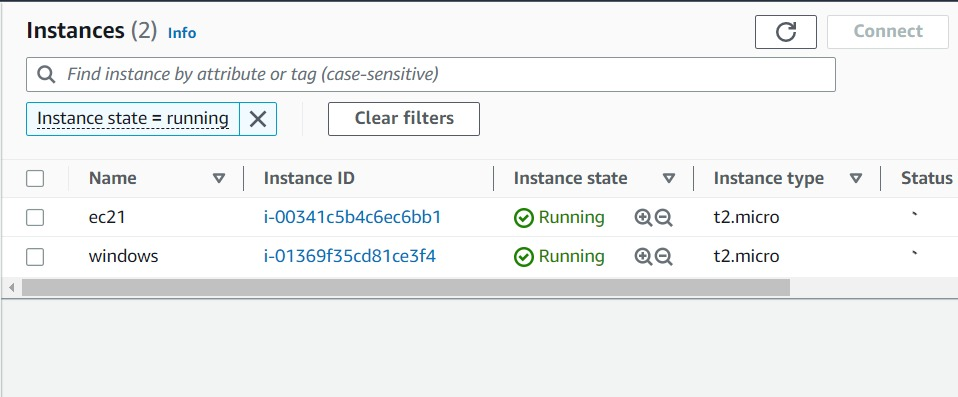 Instances (2) Info
Connect
Find instance by attribute or tag (case-sensitive)
Instance state = running
Clear filters
Name Instance ID Instance state Instance type Status
ec21 i-00341c5b4c6ec6bb1 Running t2.micro
windows i-01369f35cd81ce3f4 Running t2.micro